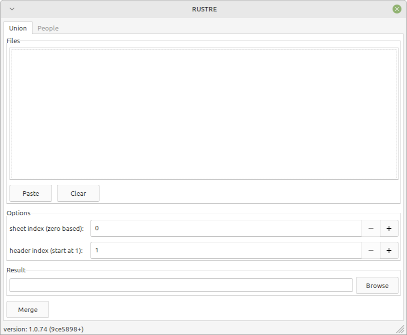 RUSTRE
Union People
Files
Paste Clear
Options
sheet index (zero based): 0
header index (start at 1): 1
Result
Browse
Merge
version: 1.0.74 (9ce5898+)